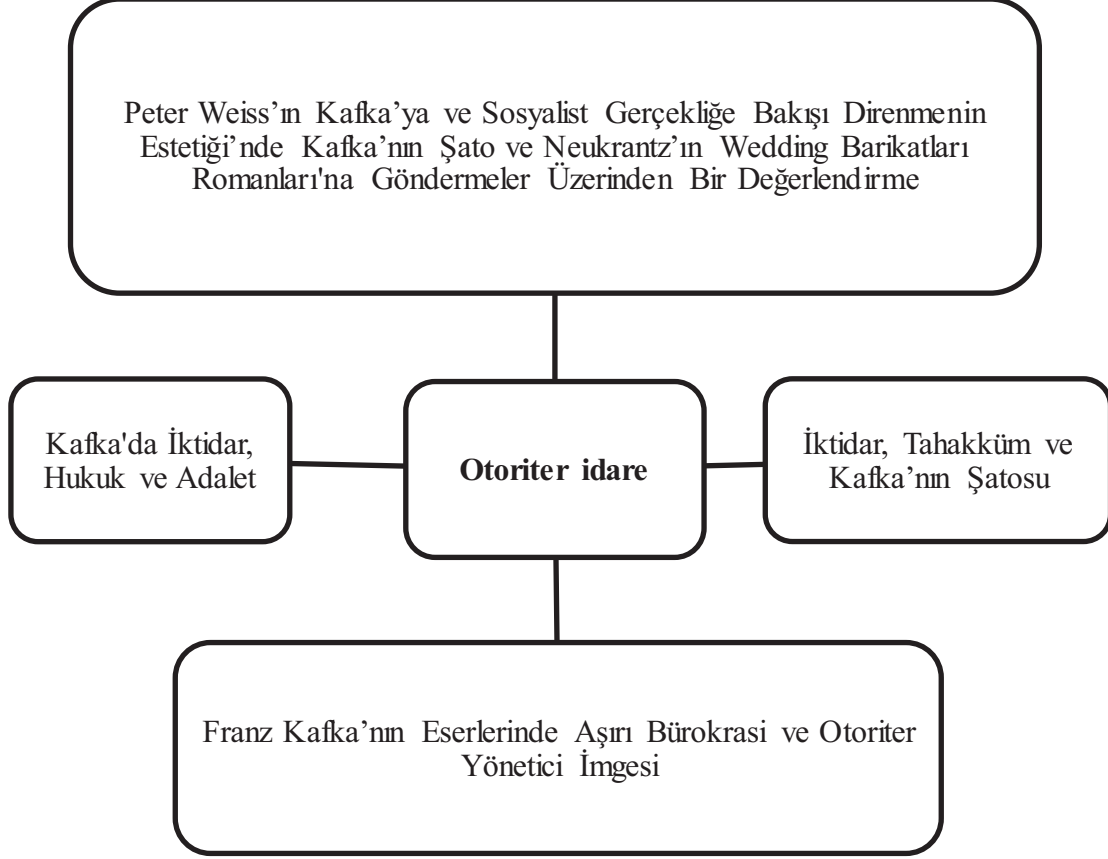 Peter Weiss’ın Kafka’ya ve Sosyalist Gerçekliğe Bakışı Direnmenin
Estetiği’nde Kafka’nın Şato ve Neukrantz’ın Wedding Barikatları
Romanları'na Göndermeler Üzerinden Bir Değerlendirme
Kafka'da İktidar,
Hukuk ve Adalet
Otoriter idare
İktidar, Tahakküm ve
Kafka’nın Şatosu
Franz Kafka’nın Eserlerinde Aşırı Bürokrasi ve Otoriter
Yönetici İmgesi